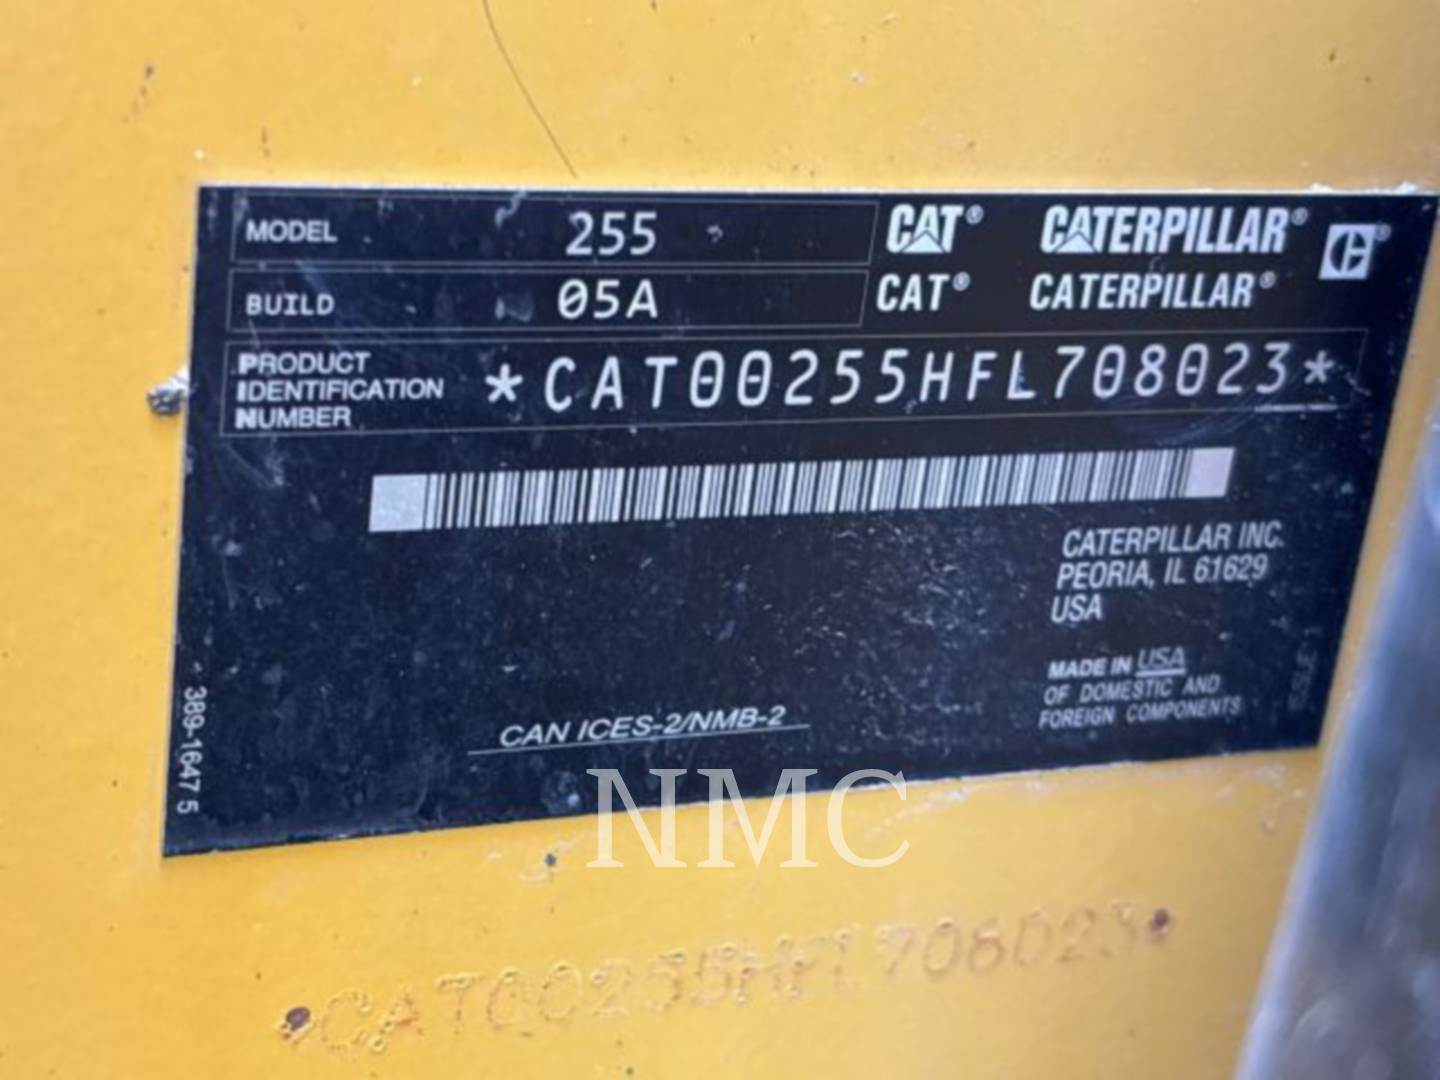 MODEL 255
BUILD 05A
CAT® CATERPILLAR®
CAT® CATERPILLAR®
PRODUCT
IDENTIFICATION
NUMBER
*CAT00255HFL708023*
CATERPILLAR INC.
PEORIA, IL 61629
USA
MADE IN USA
OF DOMESTIC AND
FOREIGN COMPONENTS
CAN ICES-2/NMB-2
389-1647 5
NMC
CAT00255HFL708023